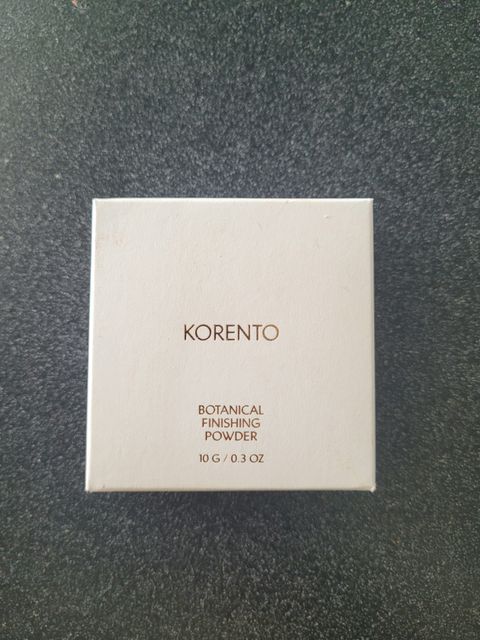 KORENTO
BOTANICAL
FINISHING
POWDER
10 G / 0.3 OZ